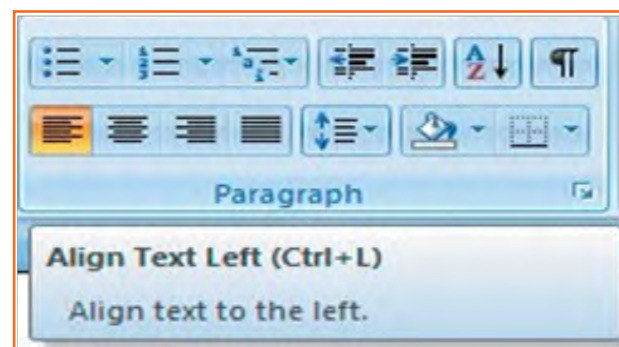 Paragraph
Align Text Left (Ctrl+L)
Align text to the left.